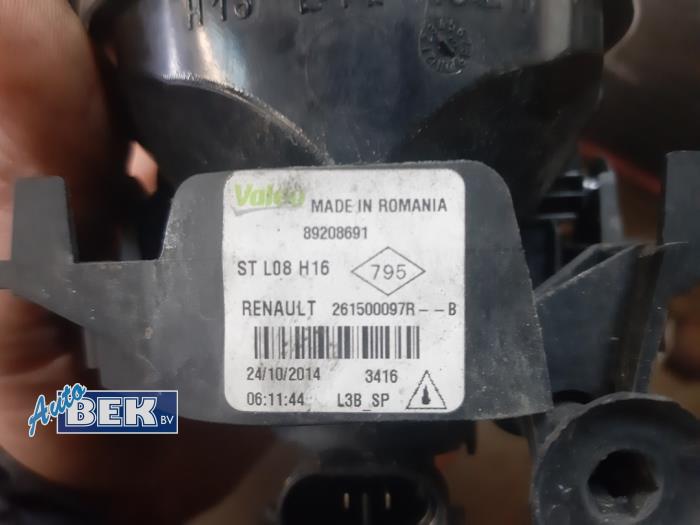 H16
Valeo
MADE IN ROMANIA
89208691
ST L08 H16
795
RENAULT 261500097R--B
24/10/2014 3416
06:11:44 L3B_SP
Auto
BEK BV